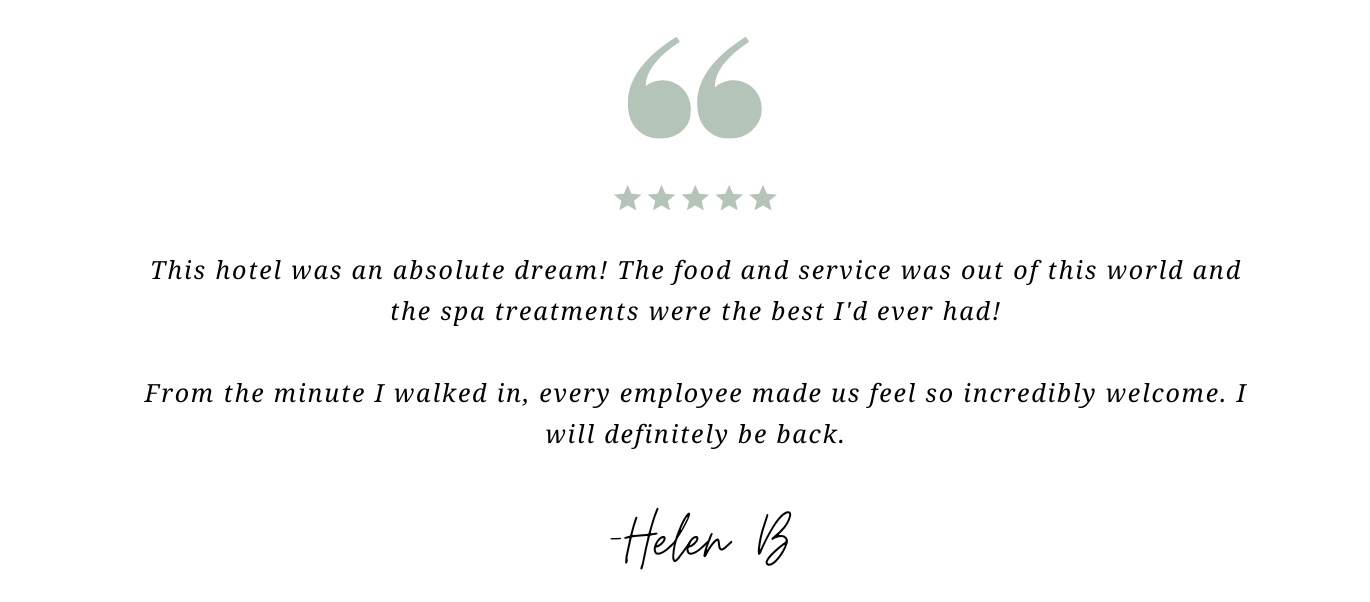 This hotel was an absolute dream! The food and service was out of this world and
the spa treatments were the best I'd ever had!
From the minute I walked in, every employee made us feel so incredibly welcome. I
will definitely be back.
-Helen B